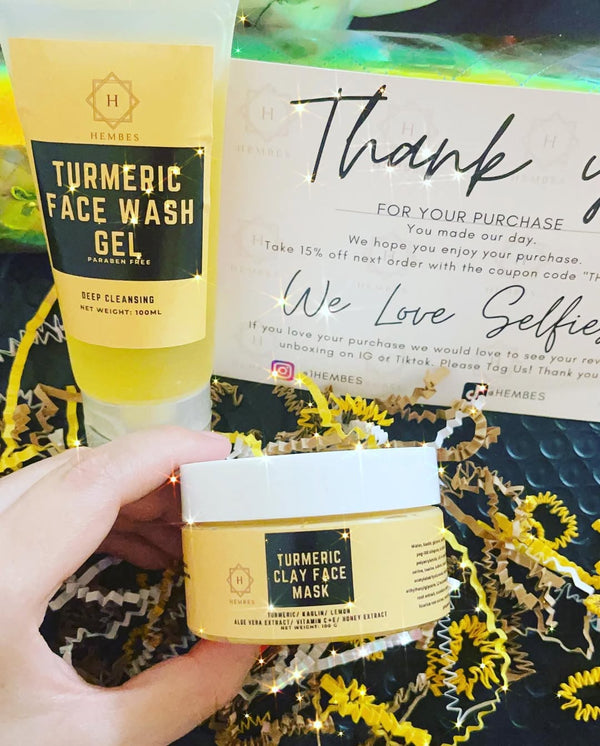 H
HEMBES
TURMERIC
FACE WASH
GEL
PARABEN FREE
DEEP CLEANSING
NET WEIGHT: 100ML
Thank
FOR YOUR PURCHASE
You made our day.
We hope you enjoy your purchase.
Take 15% off next order with the coupon code "TH
We Love Selfies
If you love your purchase we would love to see your rev
unboxing on IG or Tiktok. Please Tag Us! Thank you
@1HEMBES
@1HEMBES
H
HEMBES
TURMERIC
CLAY FACE
MASK
TURMERIC/ KAOLIN/ LEMON
ALOE VERA EXTRACT/ VITAMIN C+E/ HONEY EXTRACT
NET WEIGHT: 100 G